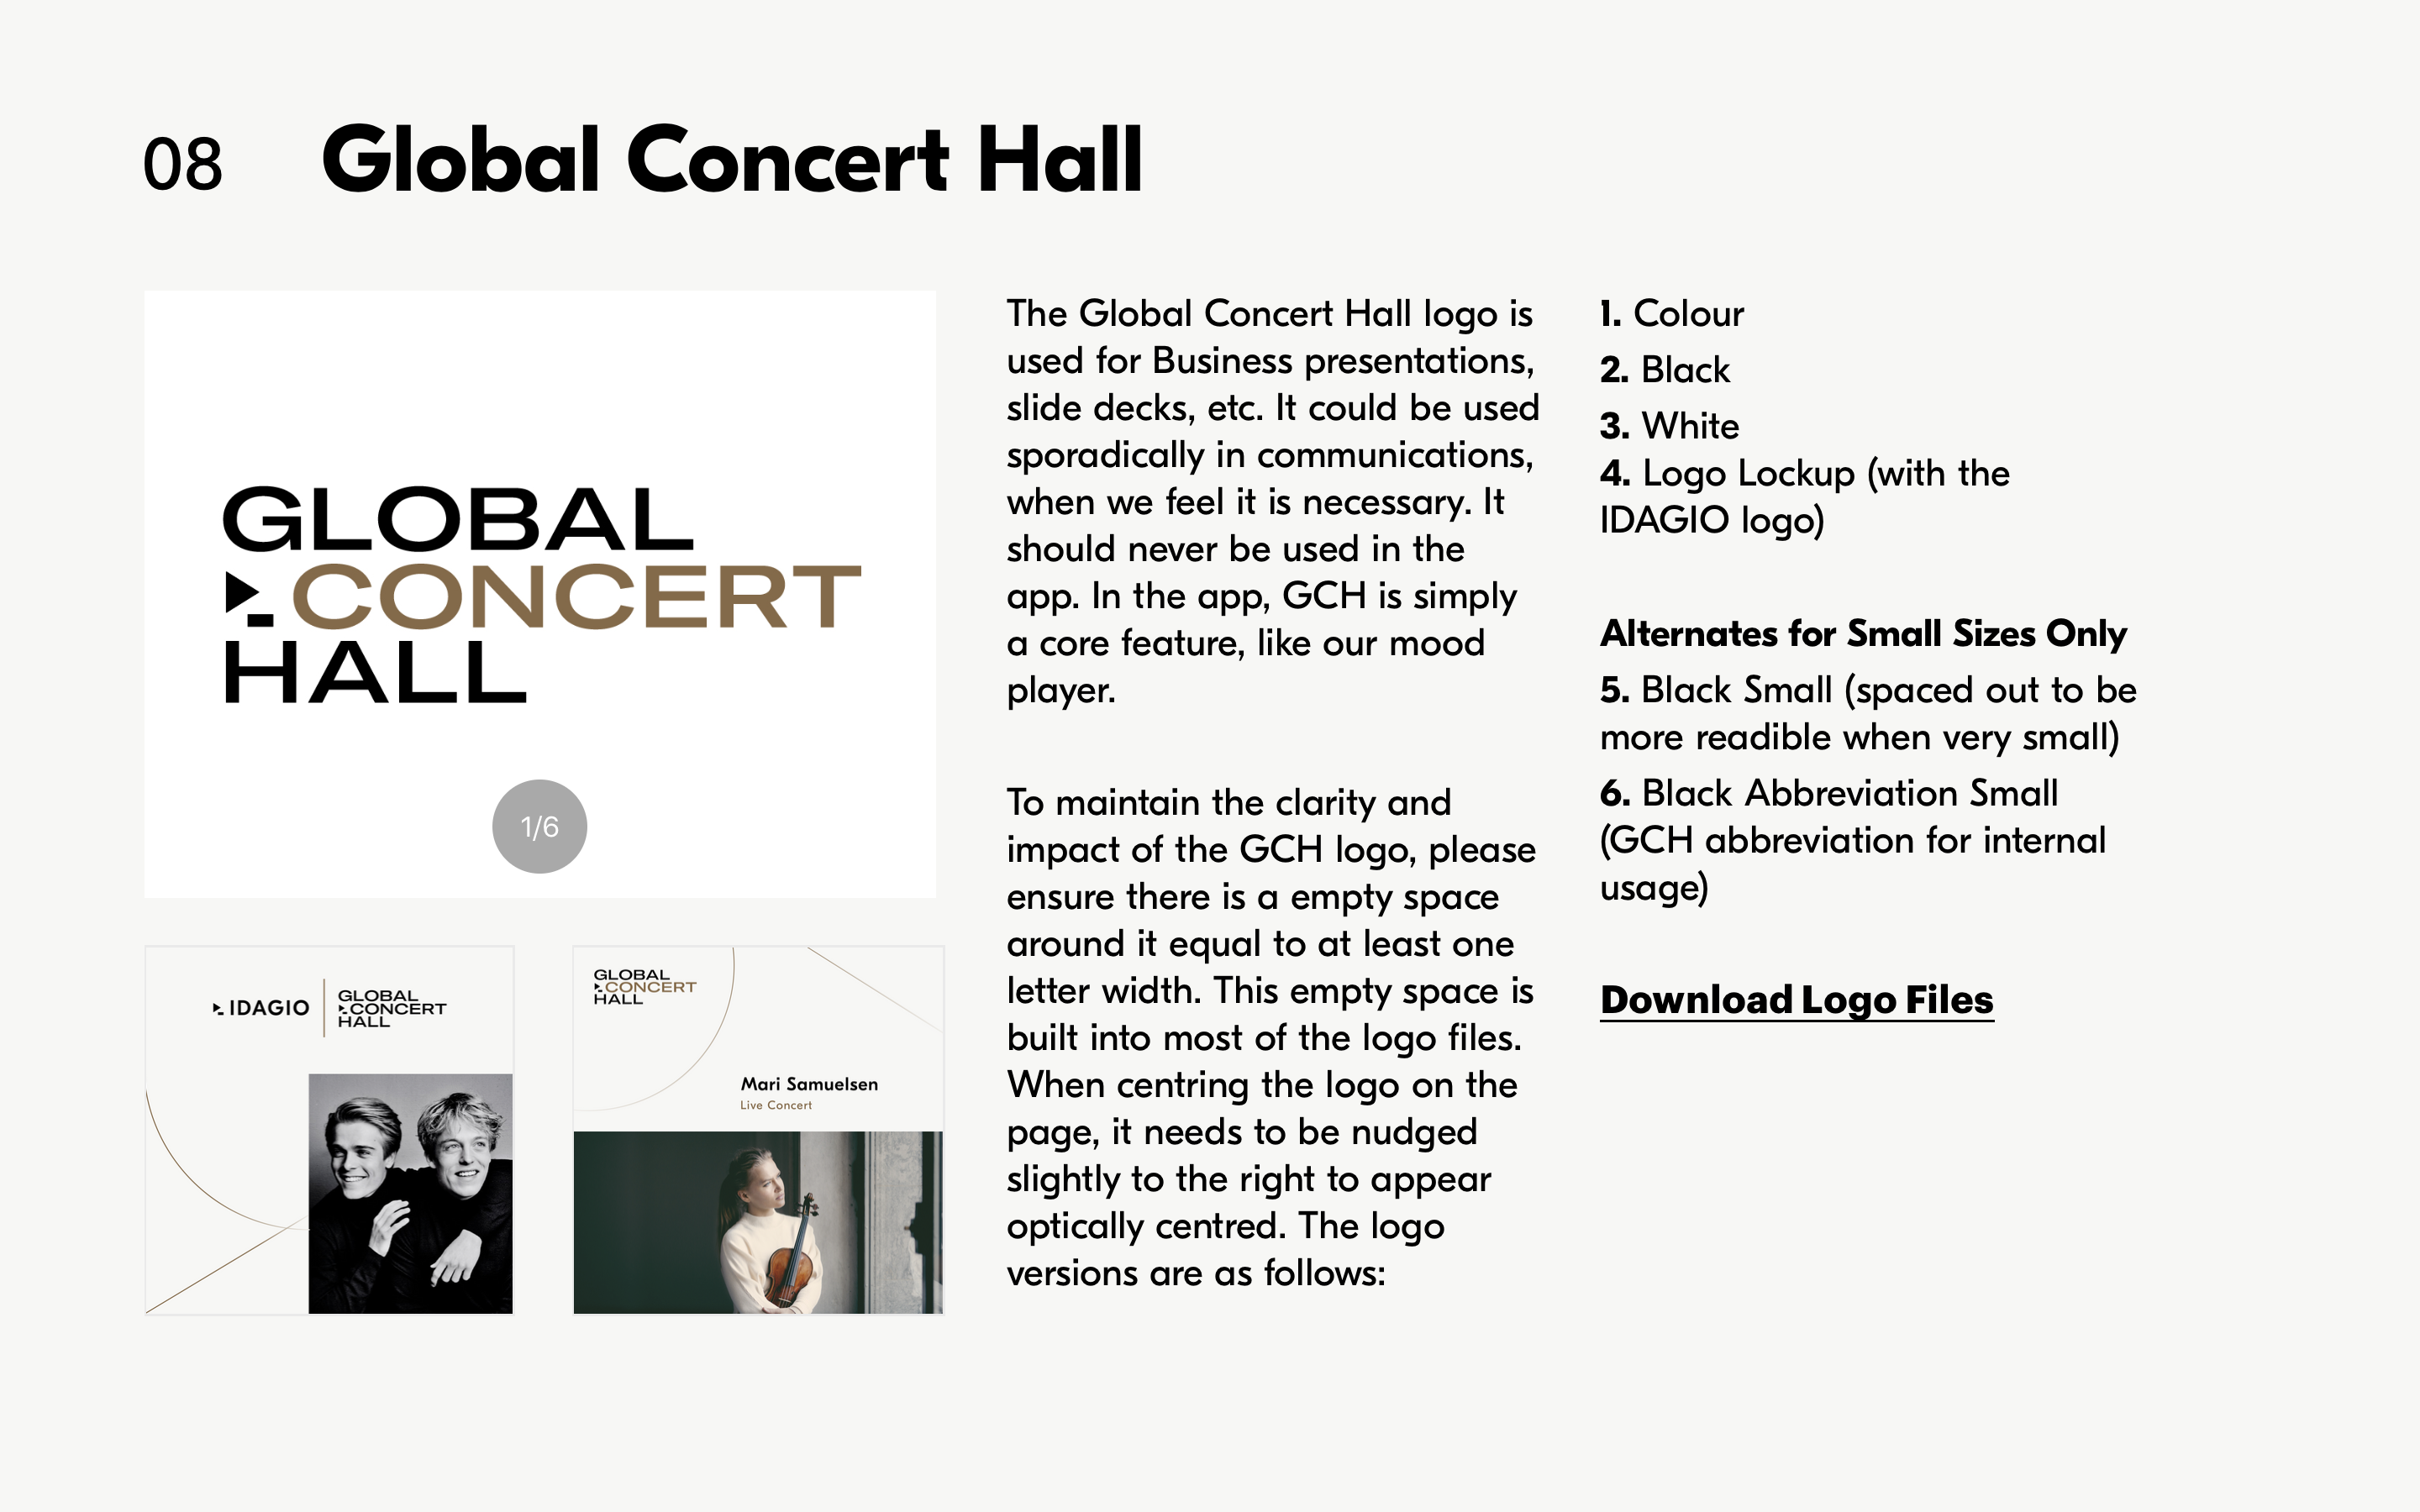 08 Global Concert Hall
GLOBAL
CONCERT
HALL
1/6
IDAGIO
GLOBAL
CONCERT
HALL
GLOBAL
CONCERT
HALL
Mari Samuelsen
Live Concert
The Global Concert Hall logo is
used for Business presentations,
slide decks, etc. It could be used
sporadically in communications,
when we feel it is necessary. It
should never be used in the
app. In the app, GCH is simply
a core feature, like our mood
player.
To maintain the clarity and
impact of the GCH logo, please
ensure there is a empty space
around it equal to at least one
letter width. This empty space is
built into most of the logo files.
When centring the logo on the
page, it needs to be nudged
slightly to the right to appear
optically centred. The logo
versions are as follows:
1. Colour
2. Black
3. White
4. Logo Lockup (with the
IDAGIO logo)
Alternates for Small Sizes Only
5. Black Small (spaced out to be
more readible when very small)
6. Black Abbreviation Small
(GCH abbreviation for internal
usage)
Download Logo Files